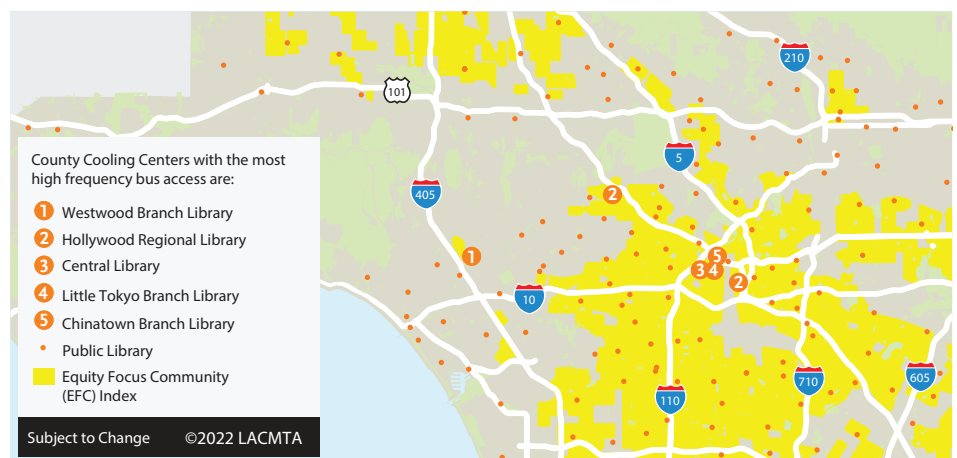 101
210
5
405
County Cooling Centers with the most
high frequency bus access are:
1 Westwood Branch Library
2 Hollywood Regional Library
3 Central Library
4 Little Tokyo Branch Library
5 Chinatown Branch Library
Public Library
Equity Focus Community
(EFC) Index
Subject to Change ©2022 LACMTA
2
1
5
3
4
2
10
110
710
605